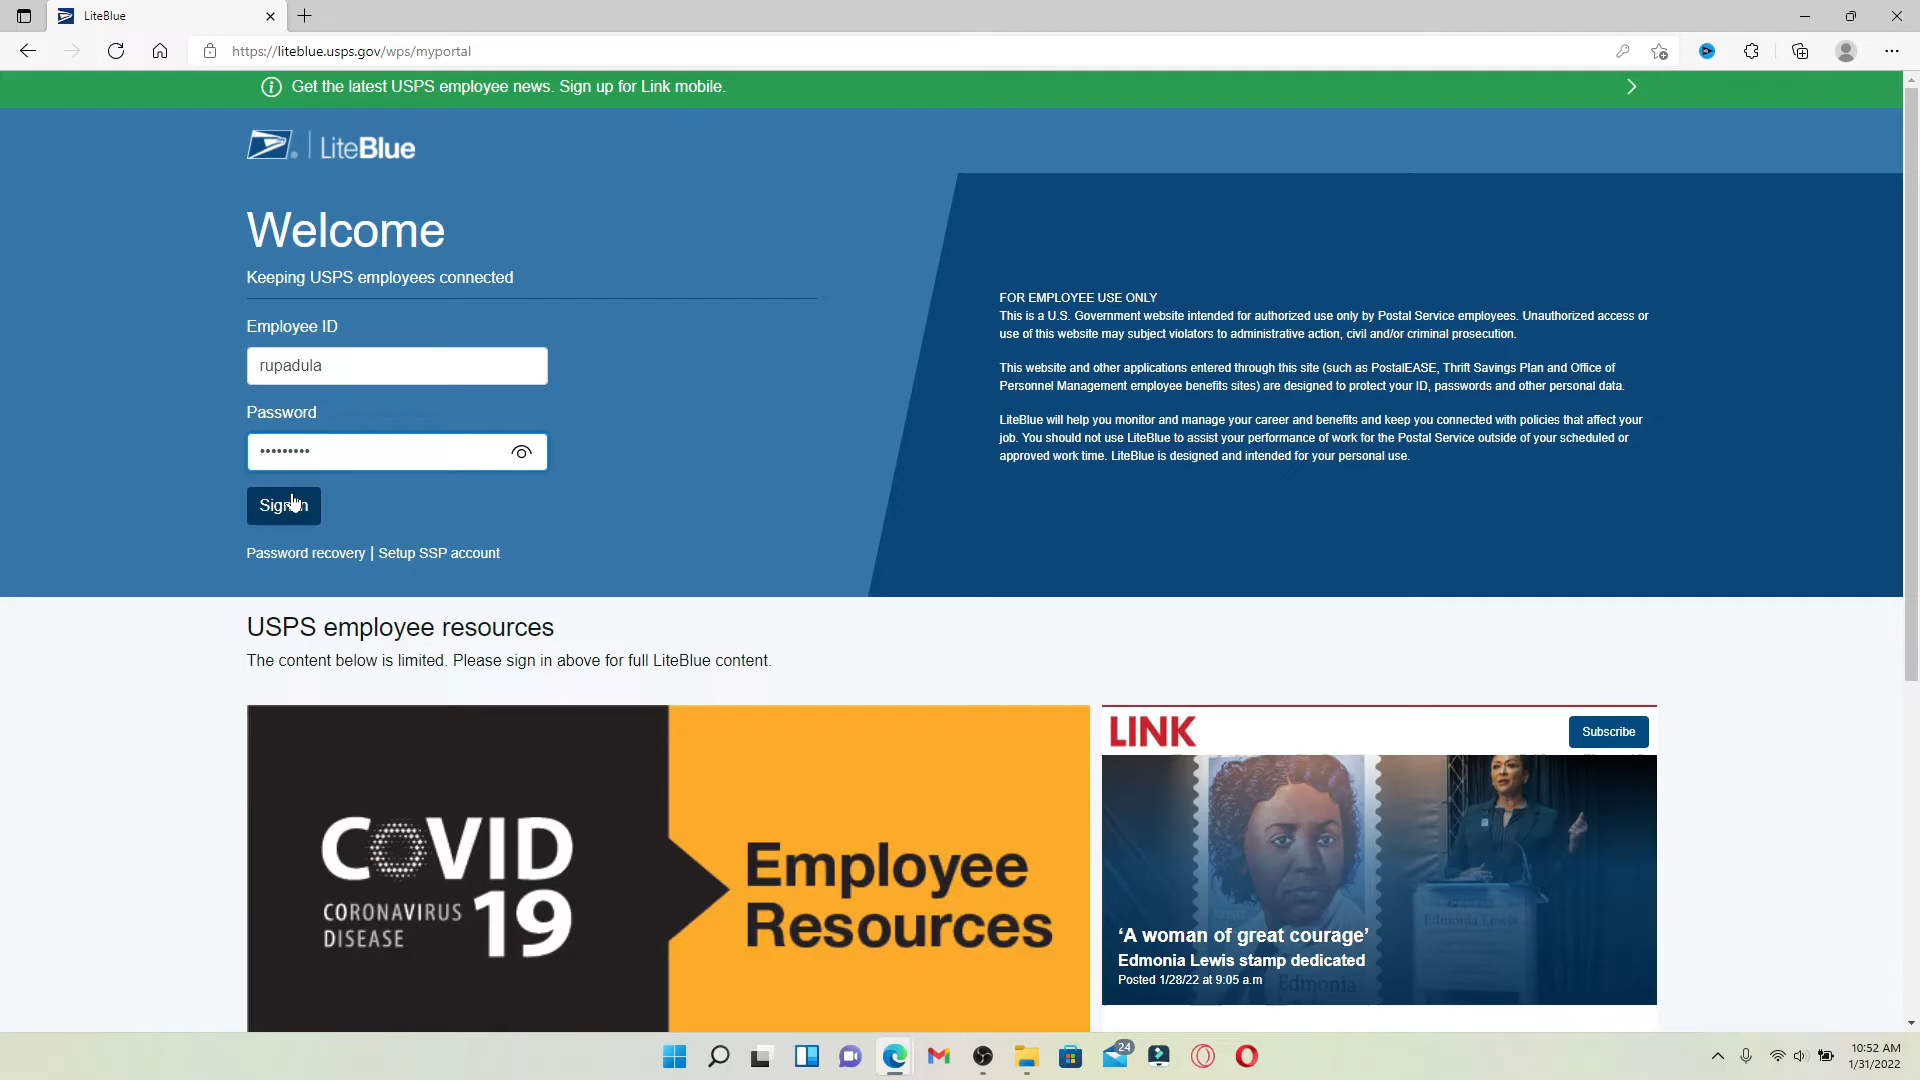 LiteBlue
https://liteblue.usps.gov/wps/myportal
Get the latest USPS employee news. Sign up for Link mobile.
LiteBlue
Welcome
Keeping USPS employees connected
Employee ID
rupadula
Password
•••••••••
Sign In
Password recovery | Setup SSP account
FOR EMPLOYEE USE ONLY
This is a U.S. Government website intended for authorized use only by Postal Service employees. Unauthorized access or
use of this website may subject violators to administrative action, civil and/or criminal prosecution.
This website and other applications entered through this site (such as PostalEASE, Thrift Savings Plan and Office of
Personnel Management employee benefits sites) are designed to protect your ID, passwords and other personal data.
LiteBlue will help you monitor and manage your career and benefits and keep you connected with policies that affect your
job. You should not use LiteBlue to assist your performance of work for the Postal Service outside of your scheduled or
approved work time. LiteBlue is designed and intended for your personal use.
USPS employee resources
The content below is limited. Please sign in above for full LiteBlue content.
COVID
CORONAVIRUS
DISEASE
19
Employee
Resources
LINK
Subscribe
Edmonia Lewis
‘A woman of great courage’
Edmonia Lewis stamp dedicated
Posted 1/28/22 at 9:05 a.m
Edmonia
24
10:52 AM
1/31/2022